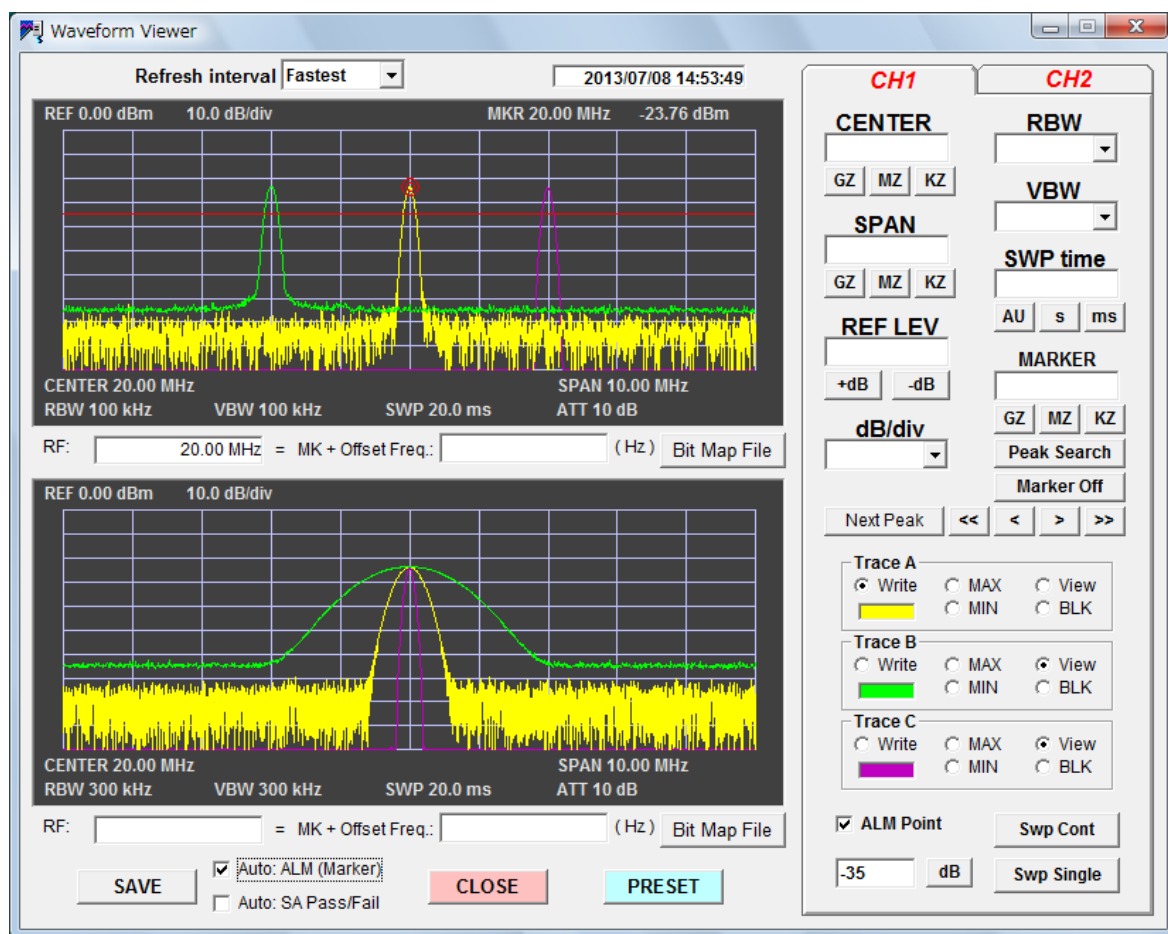 Waveform Viewer
Refresh interval Fastest 2013/07/08 14:53:49
REF 0.00 dBm 10.0 dB/div MKR 20.00 MHz -23.76 dBm
CENTER 20.00 MHz SPAN 10.00 MHz
RBW 100 kHz VBW 100 kHz SWP 20.0 ms ATT 10 dB
RF: 20.00 MHz = MK + Offset Freq.: (Hz) Bit Map File
REF 0.00 dBm 10.0 dB/div
CENTER 20.00 MHz SPAN 10.00 MHz
RBW 300 kHz VBW 300 kHz SWP 20.0 ms ATT 10 dB
RF: = MK + Offset Freq.: (Hz) Bit Map File
SAVE
Auto: ALM (Marker)
Auto: SA Pass/Fail
CLOSE PRESET
CH1 CH2
CENTER
GZ MZ KZ
SPAN
GZ MZ KZ
REF LEV
+dB -dB
dB/div
RBW
VBW
SWP time
AU s ms
MARKER
GZ MZ KZ
Peak Search
Marker Off
Next Peak << < > >>
Trace A
Write MAX View
MIN BLK
Trace B
Write MAX View
MIN BLK
Trace C
Write MAX View
MIN BLK
ALM Point Swp Cont
-35 dB Swp Single